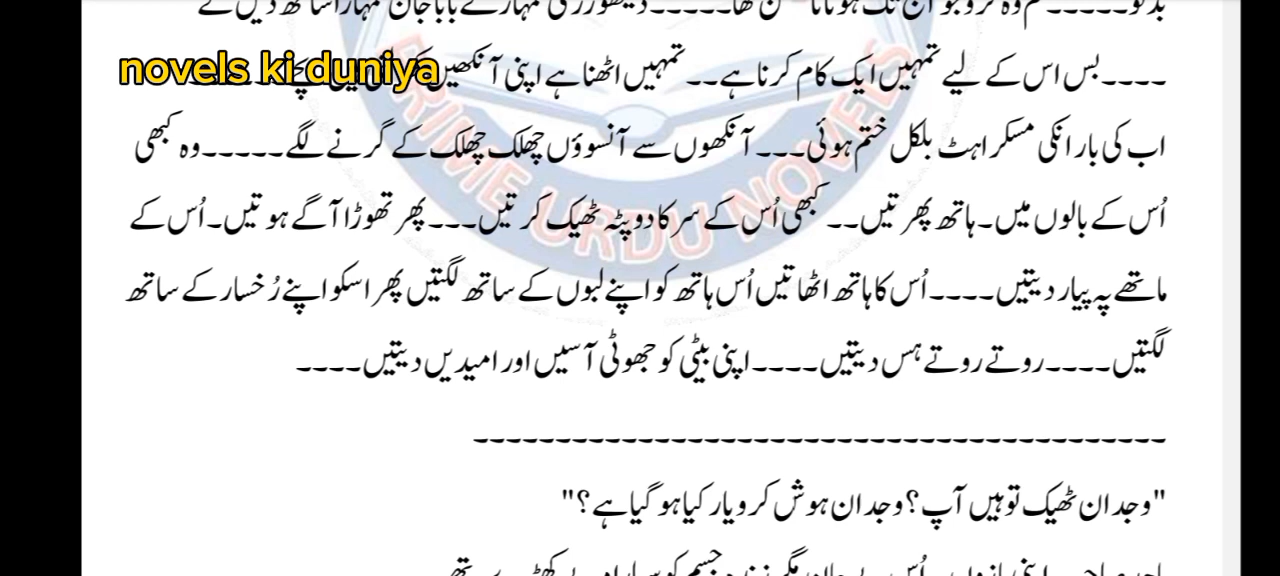 بس اس کے لیے تمہیں ایک کام کرنا ہے۔۔ تمہیں اٹھنا ہے اپنی آنکھیں
novels ki duniya
اب کی بار انکی مسکراہٹ بلکل ختم ہوئی۔۔۔ آنکھوں سے آنسوؤں چھلک چھلک کے گرنے لگے۔۔۔۔۔وہ کبھی
اُس کے بالوں میں۔ہاتھ پھرتیں۔۔ کبھی اُس کے سر کا دوپٹہ ٹھیک کرتیں۔۔۔پھر تھوڑا آگے ہوتیں۔اُس کے
ماتھے پہ پیار دیتیں۔۔۔۔اُس کا ہاتھ اٹھاتیں اُس ہاتھ کو اپنے لبوں کے ساتھ لگتیں پھر اسکو اپنے رُخسار کے ساتھ
لگتیں۔۔۔۔روتے روتے ہس دیتیں۔۔۔۔اپنی بیٹی کو جھوٹی آسیں اور امیدیں دیتیں۔۔۔۔
"وجدان ٹھیک تو ہیں آپ؟ وجدان ہوش کرو یار کیا ہو گیا ہے؟"
PRIME URDU NOVELS